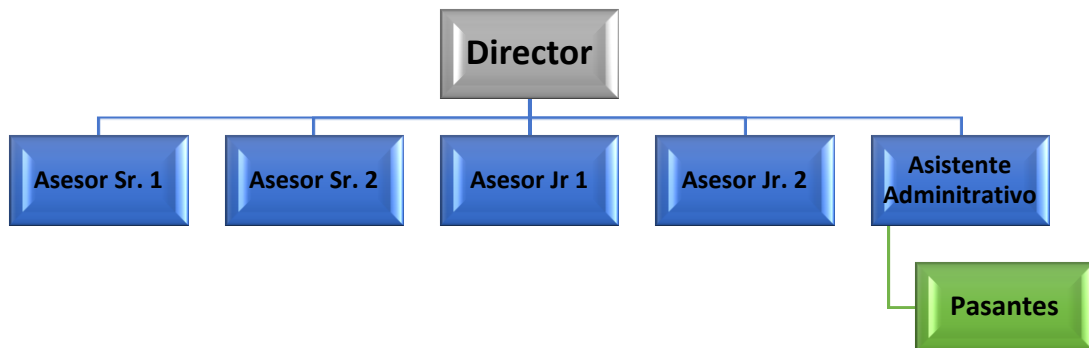 Director
Asesor Sr. 1
Asesor Sr. 2
Asesor Jr 1
Asesor Jr. 2
Asistente
Adminitrativo
Pasantes